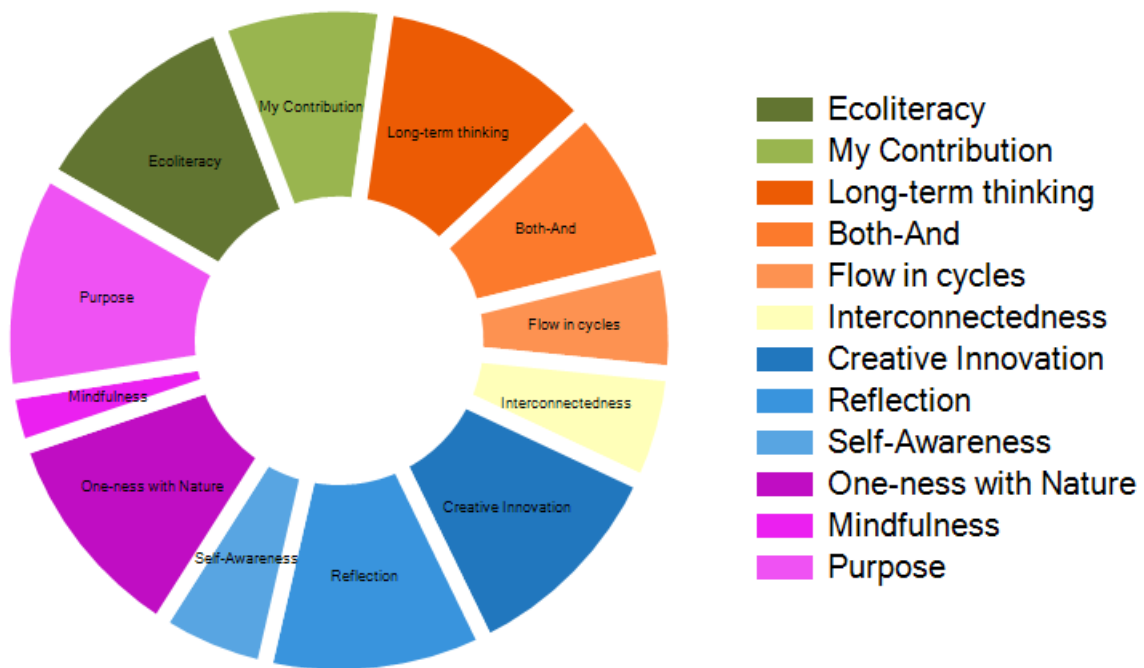 My Contribution
Long-term thinking
Ecoliteracy
Both-And
Purpose
Flow in cycles
Mindfulness
Interconnectedness
One-ness with Nature
Creative Innovation
Self-Awareness
Reflection
Ecoliteracy
My Contribution
Long-term thinking
Both-And
Flow in cycles
Interconnectedness
Creative Innovation
Reflection
Self-Awareness
One-ness with Nature
Mindfulness
Purpose